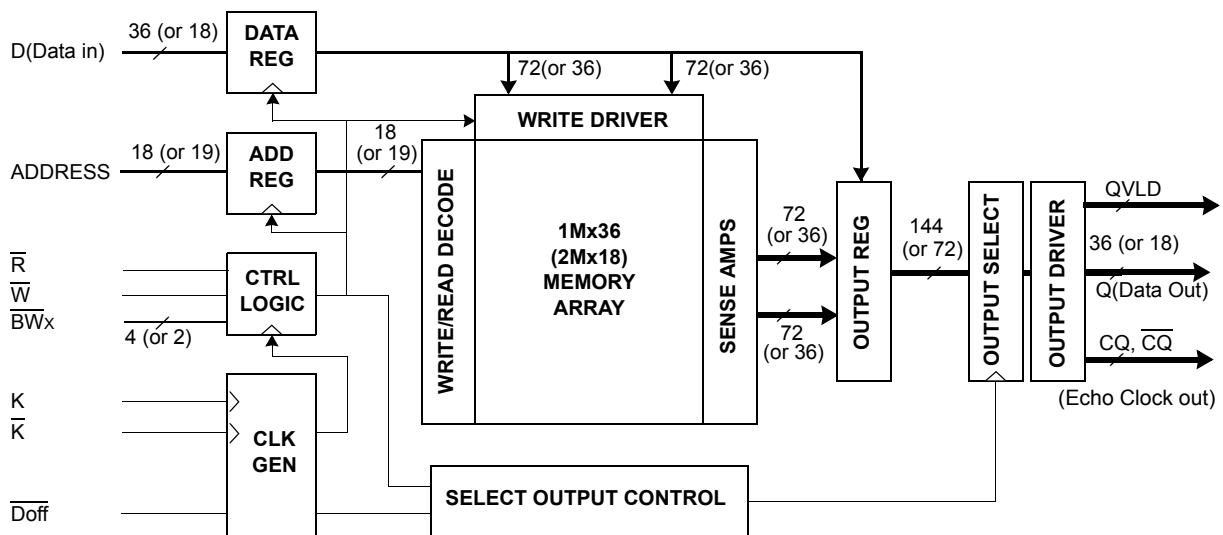 D(Data in)
36 (or 18)
DATA
REG
72(or 36)
72(or 36)
WRITE DRIVER
ADDRESS
18 (or 19)
ADD
REG
18
(or 19)
WRITE/READ DECODE
1Mx36
(2Mx18)
MEMORY
ARRAY
SENSE AMPS
72
(or 36)
72
(or 36)
OUTPUT REG
144
(or 72)
OUTPUT SELECT
OUTPUT DRIVER
QVLD
36 (or 18)
Q(Data Out)
CQ, C̅Q̅
(Echo Clock out)
R̅
W̅
B̅W̅x
4 (or 2)
CTRL
LOGIC
K
K̅
CLK
GEN
D̅o̅f̅f̅
SELECT OUTPUT CONTROL